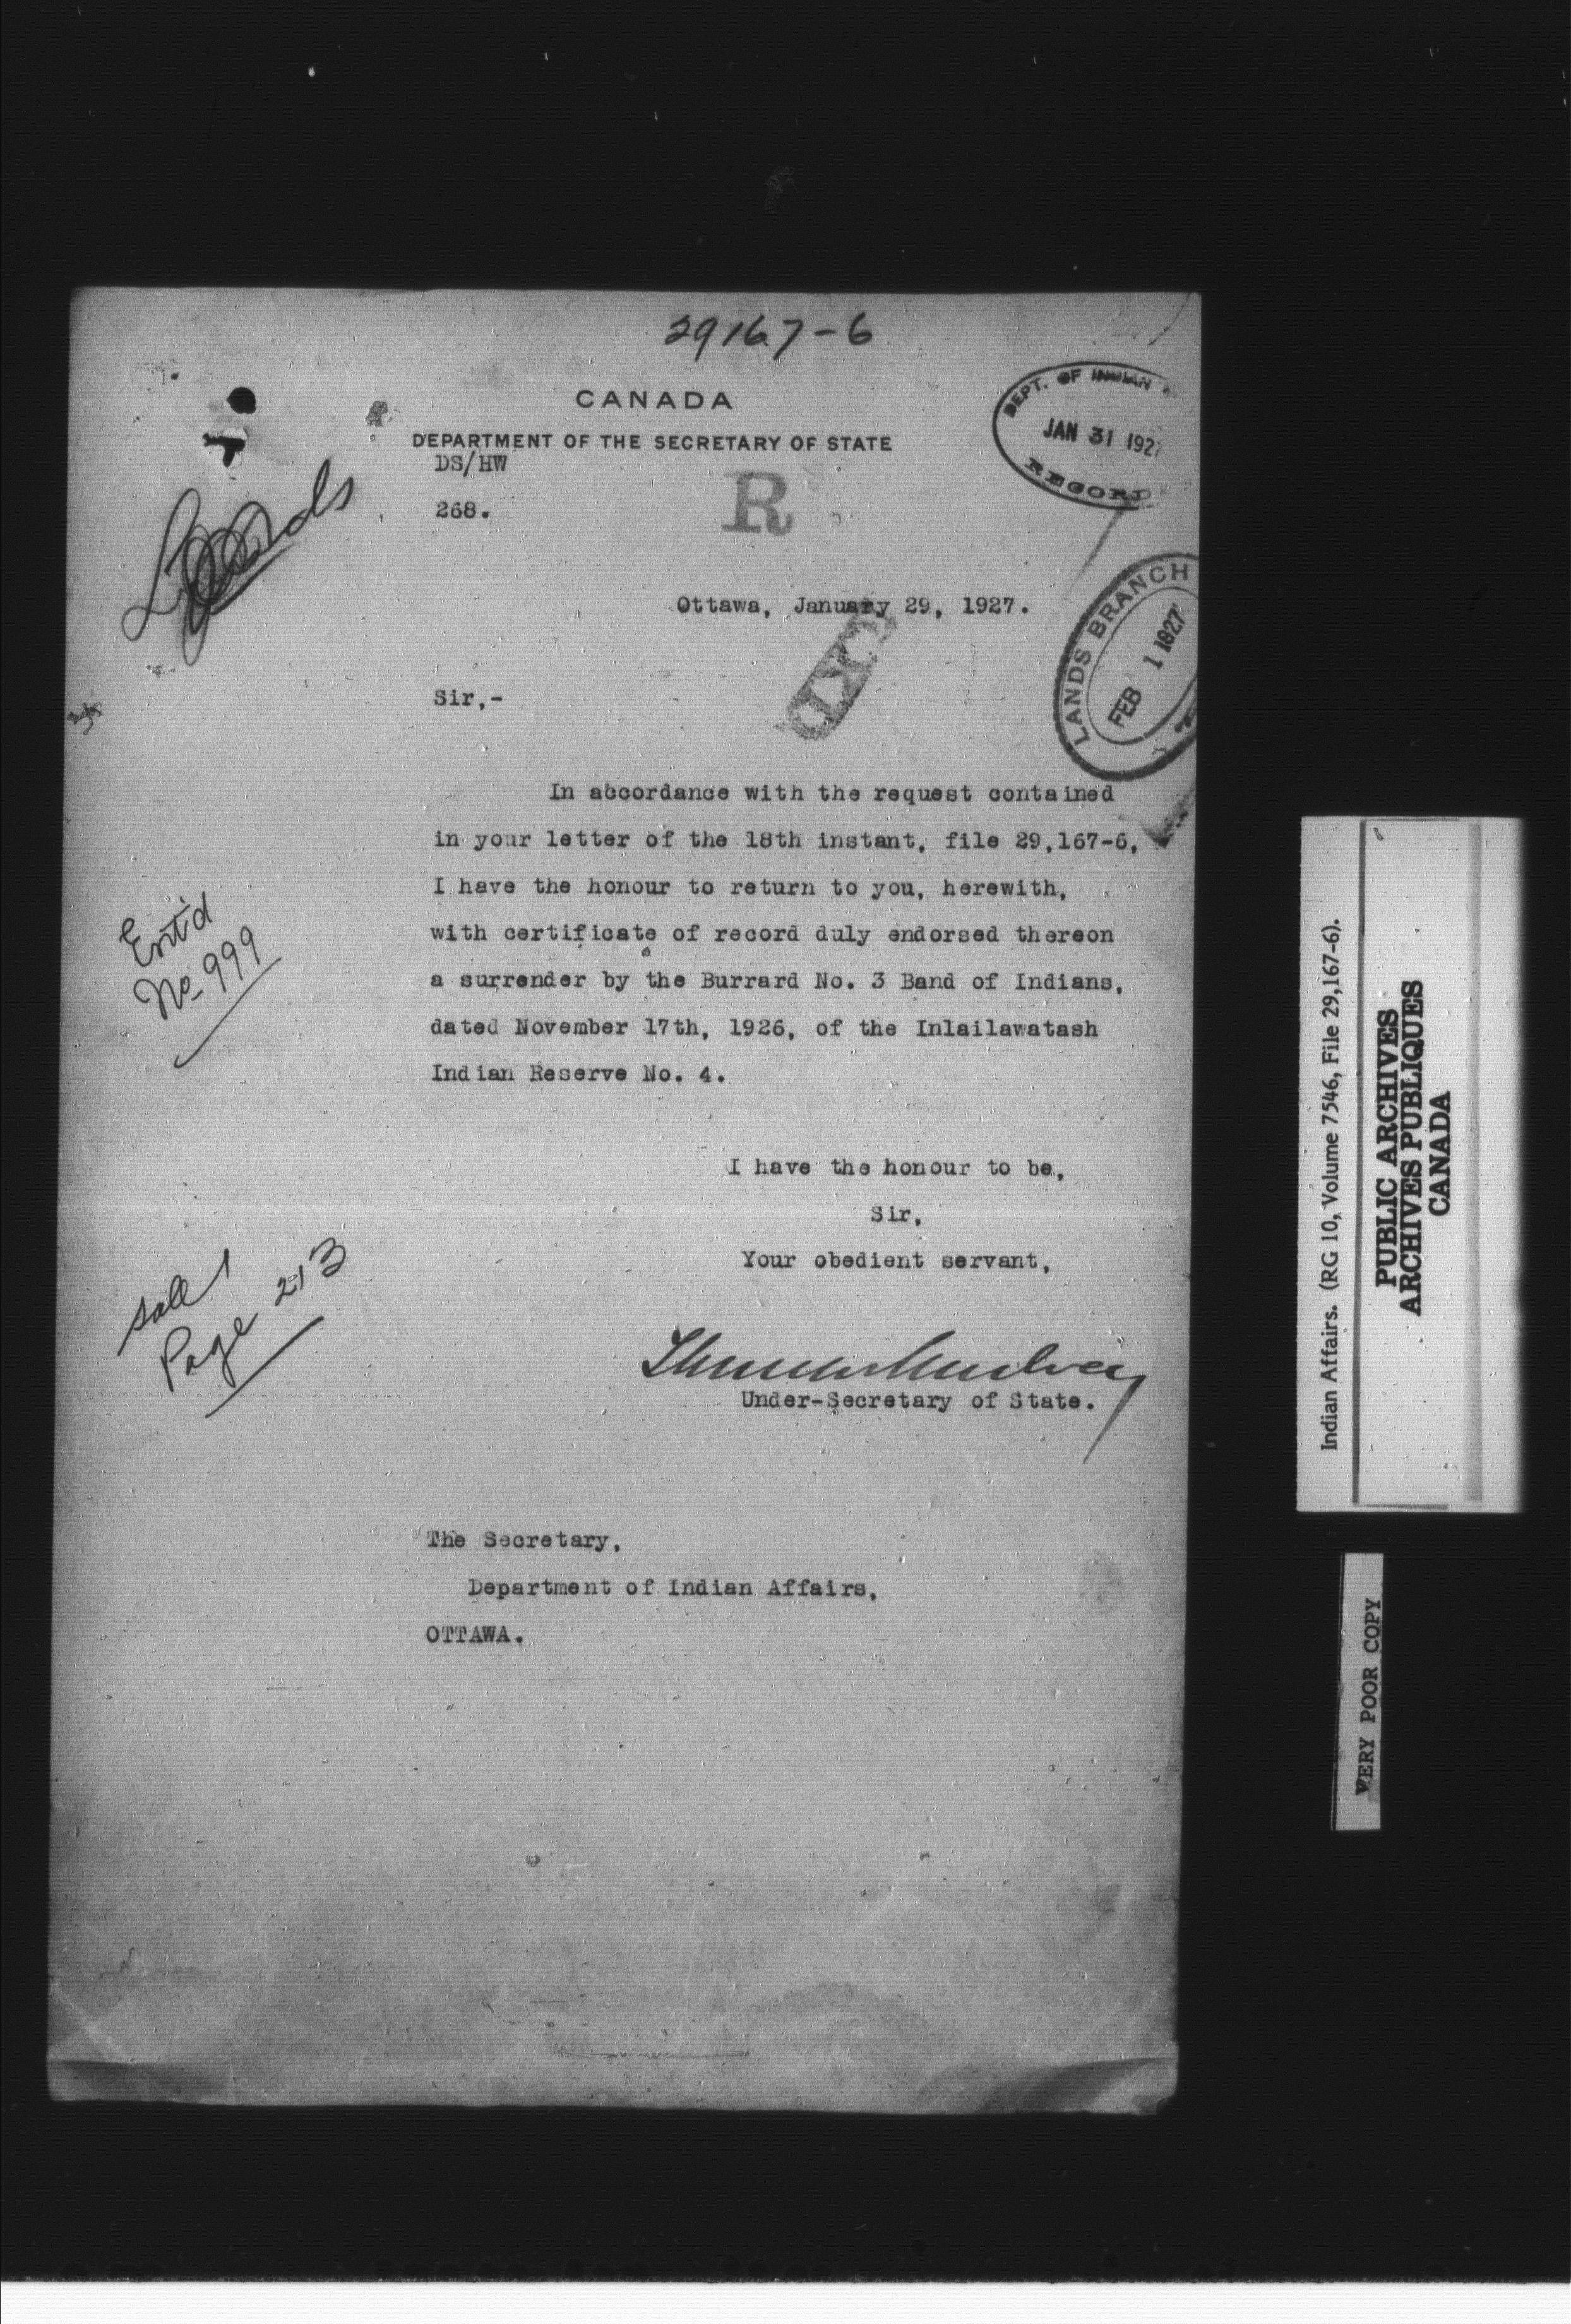 29167-6
CANADA
DEPARTMENT OF THE SECRETARY OF STATE
DS/HW
268.
R
DEPT. OF INDIAN
JAN 31 1927
RECORD
LANDS BRANCH
FEB 1 1927
Ottawa, January 29, 1927.
Sir,-
In accordance with the request contained
in your letter of the 18th instant, file 29,167-6,
I have the honour to return to you, herewith,
with certificate of record duly endorsed thereon
a surrender by the Burrard No. 3 Band of Indians,
dated November 17th, 1926, of the Inlailawatash
Indian Reserve No. 4.
Ent'd
No 999
I have the honour to be,
Sir,
Your obedient servant,
Sale
Page 213
Thomas Mulvey
Under-Secretary of State.
The Secretary,
Department of Indian Affairs,
OTTAWA.
Indian Affairs. (RG 10, Volume 7546, File 29,167-6).
PUBLIC ARCHIVES
ARCHIVES PUBLIQUES
CANADA
VERY POOR COPY